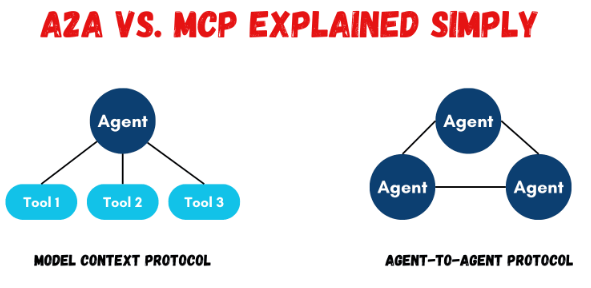 A2A VS. MCP EXPLAINED SIMPLY
Agent
Tool 1
Tool 2
Tool 3
MODEL CONTEXT PROTOCOL
Agent
Agent
Agent
AGENT-TO-AGENT PROTOCOL